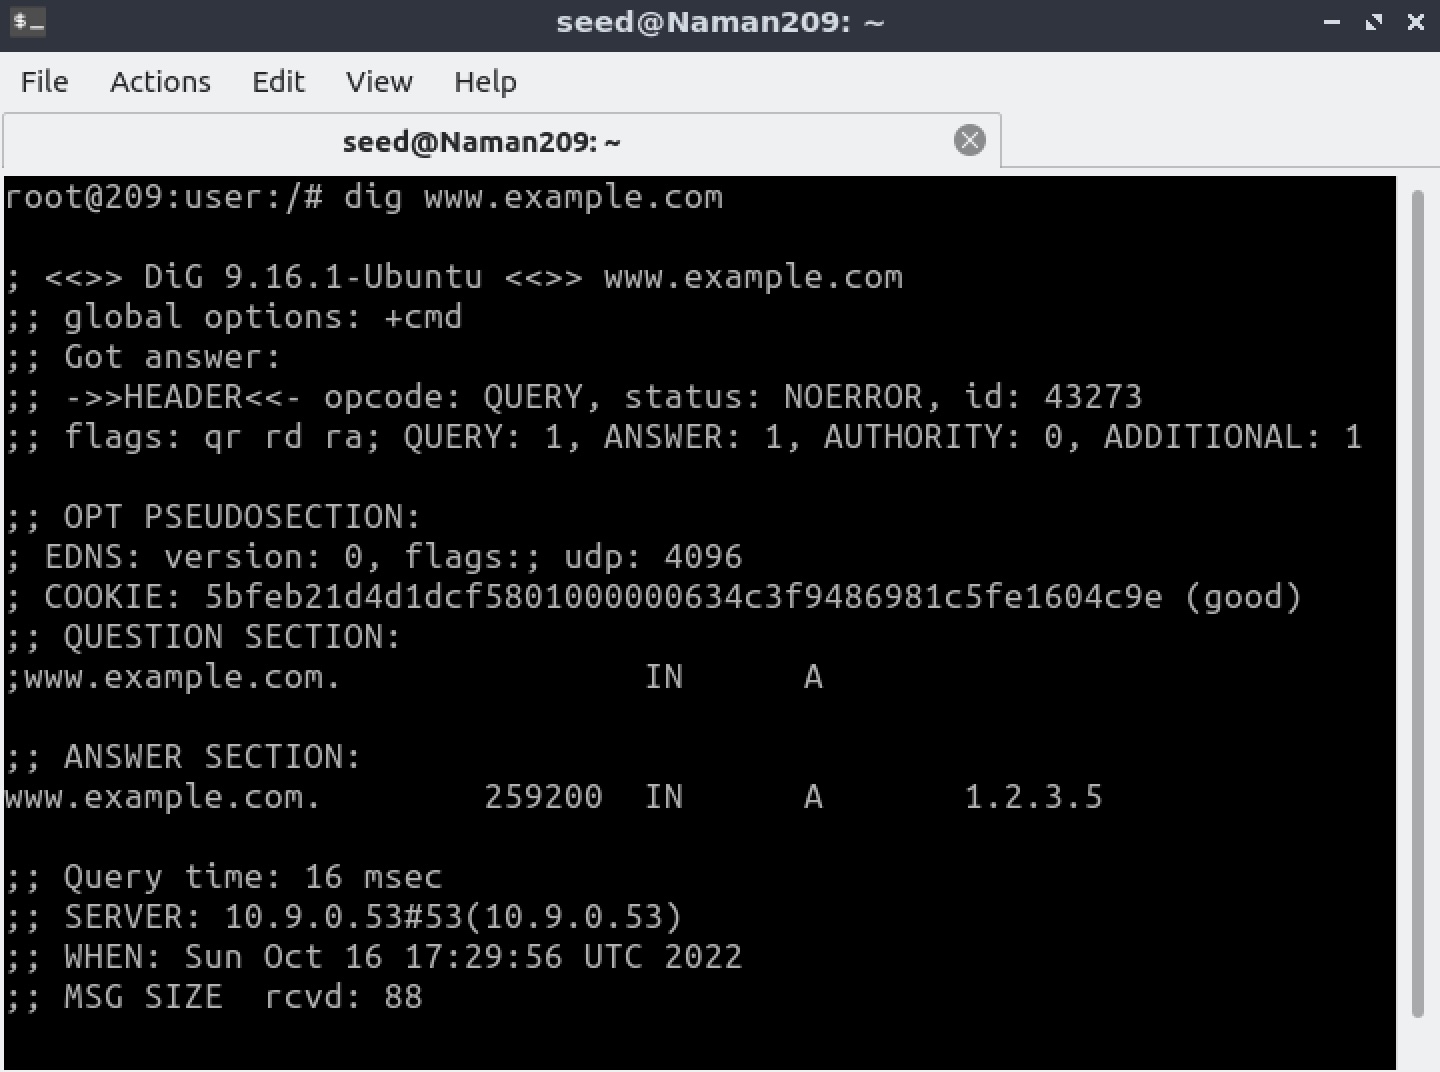 seed@Naman209: ~
File Actions Edit View Help
seed@Naman209: ~
root@209:user:/# dig www.example.com
; <<>> DiG 9.16.1-Ubuntu <<>> www.example.com
;; global options: +cmd
;; Got answer:
;; ->>HEADER<<- opcode: QUERY, status: NOERROR, id: 43273
;; flags: qr rd ra; QUERY: 1, ANSWER: 1, AUTHORITY: 0, ADDITIONAL: 1
;; OPT PSEUDOSECTION:
; EDNS: version: 0, flags:; udp: 4096
; COOKIE: 5bfeb21d4d1dcf5801000000634c3f9486981c5fe1604c9e (good)
;; QUESTION SECTION:
;www.example.com. IN A
;; ANSWER SECTION:
www.example.com. 259200 IN A 1.2.3.5
;; Query time: 16 msec
;; SERVER: 10.9.0.53#53(10.9.0.53)
;; WHEN: Sun Oct 16 17:29:56 UTC 2022
;; MSG SIZE  rcvd: 88